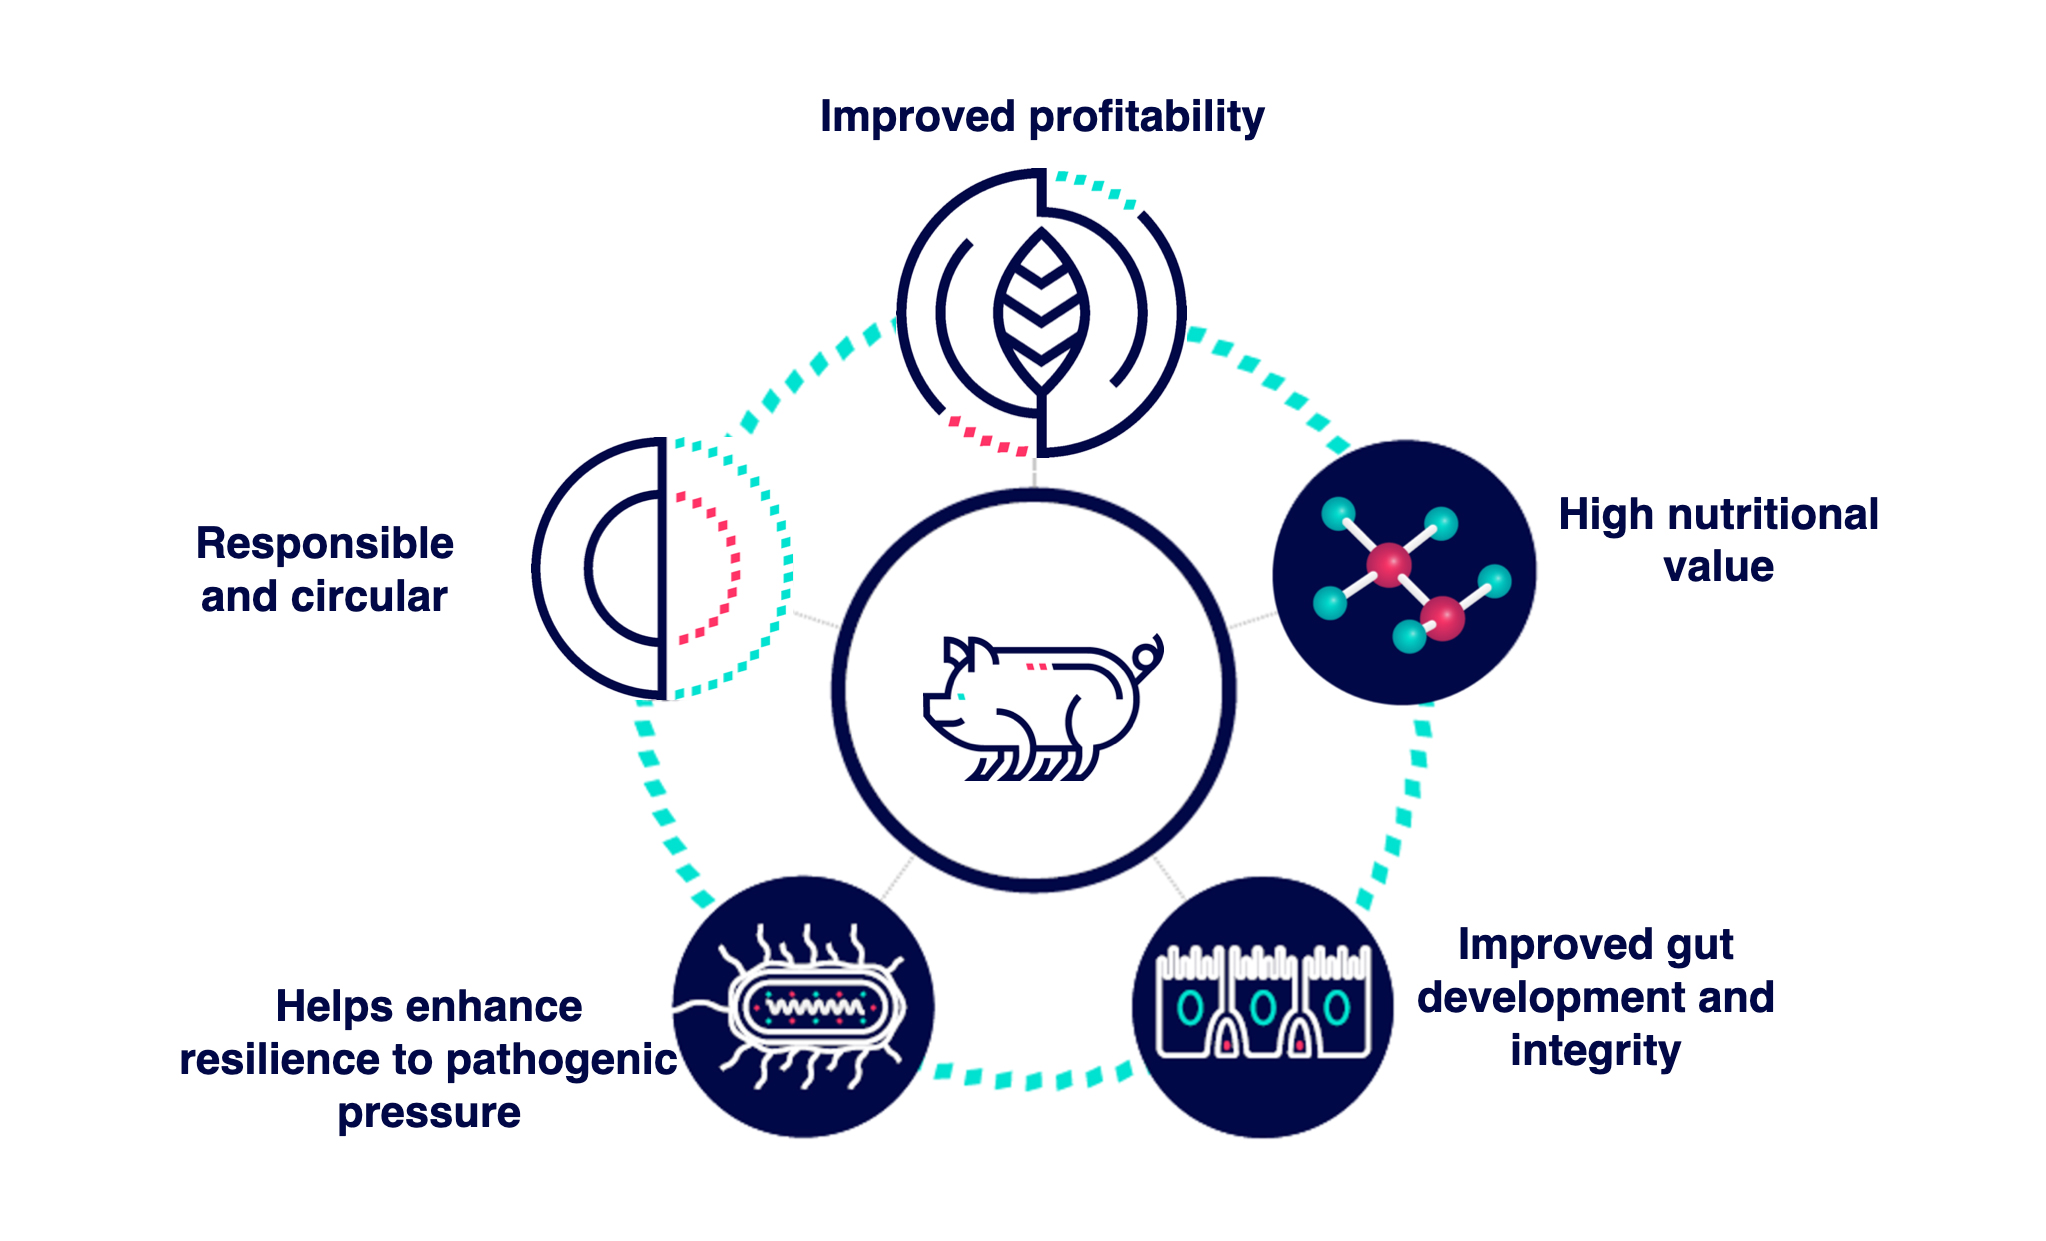 Improved profitability
High nutritional
value
Improved gut
development and
integrity
Helps enhance
resilience to pathogenic
pressure
Responsible
and circular